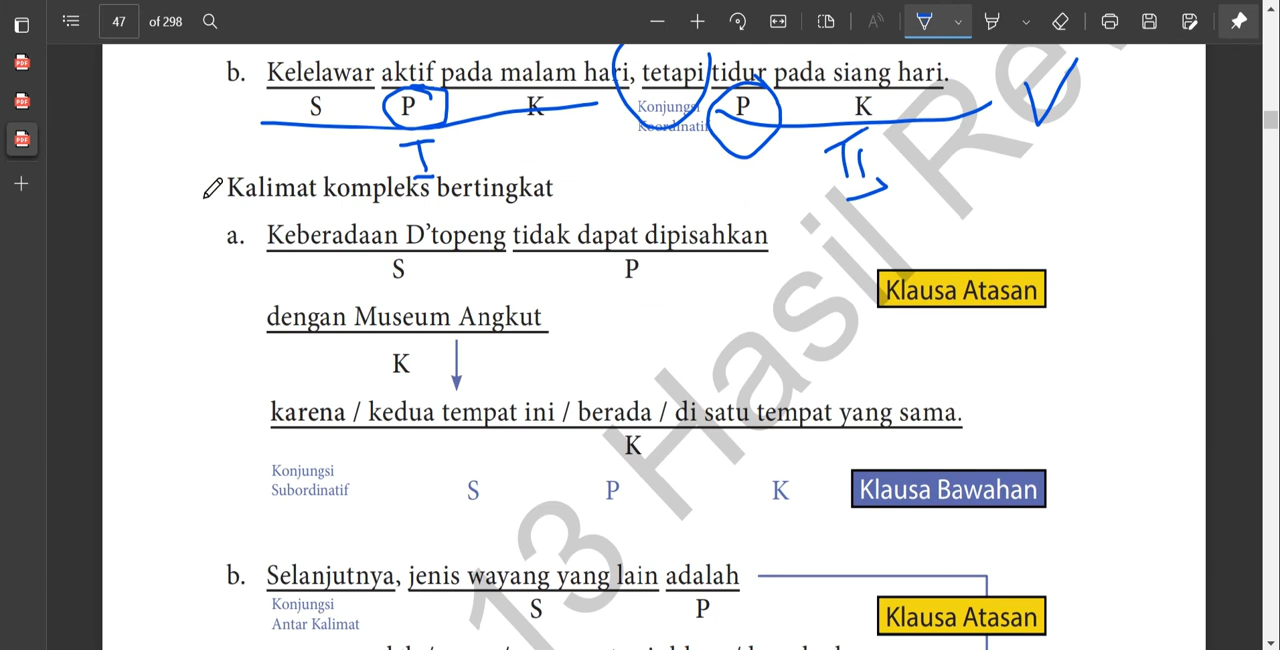 47 of 298
b. Kelelawar aktif pada malam hari, tetapi tidur pada siang hari.
S P K Konjungsi P K
Koordinatif
I II
Kalimat kompleks bertingkat
a. Keberadaan D’topeng tidak dapat dipisahkan
S P
Klausa Atasan
dengan Museum Angkut
K
karena / kedua tempat ini / berada / di satu tempat yang sama.
K
Konjungsi
Subordinatif S P K Klausa Bawahan
b. Selanjutnya, jenis wayang yang lain adalah
Konjungsi S P
Antar Kalimat Klausa Atasan
13 Hasil Re